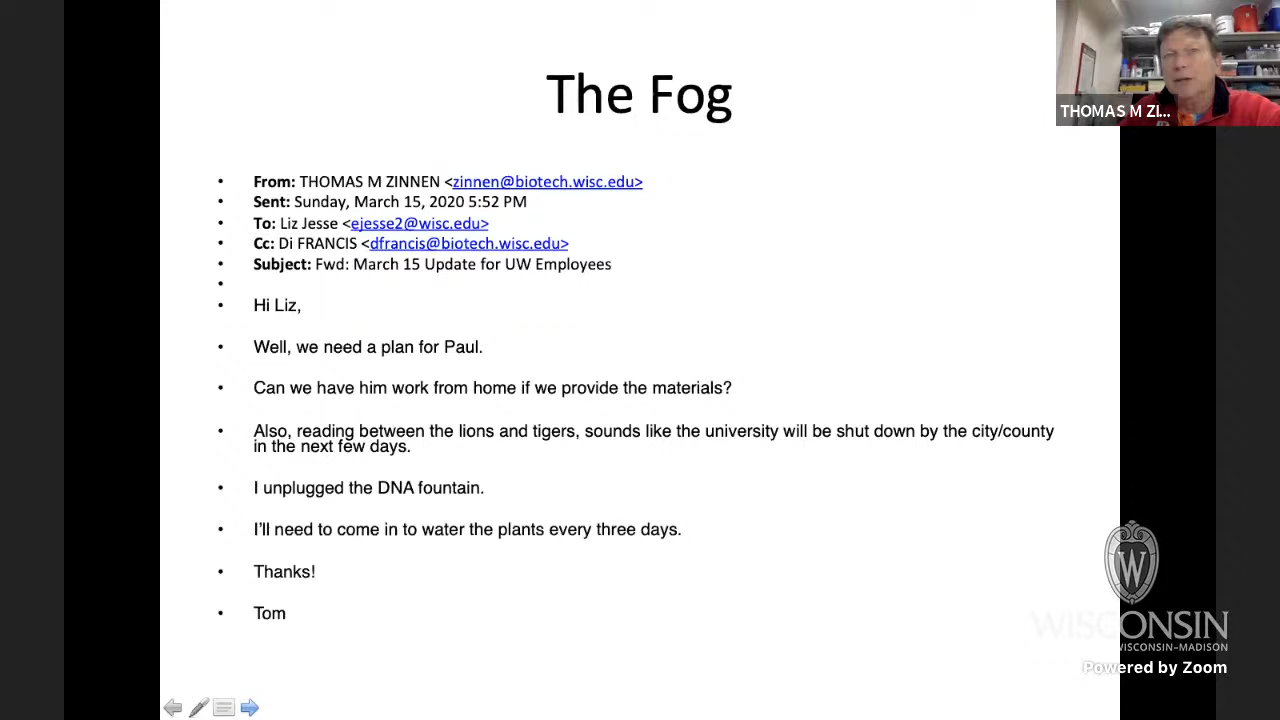 The Fog
THOMAS M ZI...
• From: THOMAS M ZINNEN <zinnen@biotech.wisc.edu>
• Sent: Sunday, March 15, 2020 5:52 PM
• To: Liz Jesse <ejesse2@wisc.edu>
• Cc: Di FRANCIS <dfrancis@biotech.wisc.edu>
• Subject: Fwd: March 15 Update for UW Employees
•
• Hi Liz,
• Well, we need a plan for Paul.
• Can we have him work from home if we provide the materials?
• Also, reading between the lions and tigers, sounds like the university will be shut down by the city/county
in the next few days.
• I unplugged the DNA fountain.
• I'll need to come in to water the plants every three days.
• Thanks!
• Tom
W
WISCONSIN
WISCONSIN–MADISON
Powered by Zoom